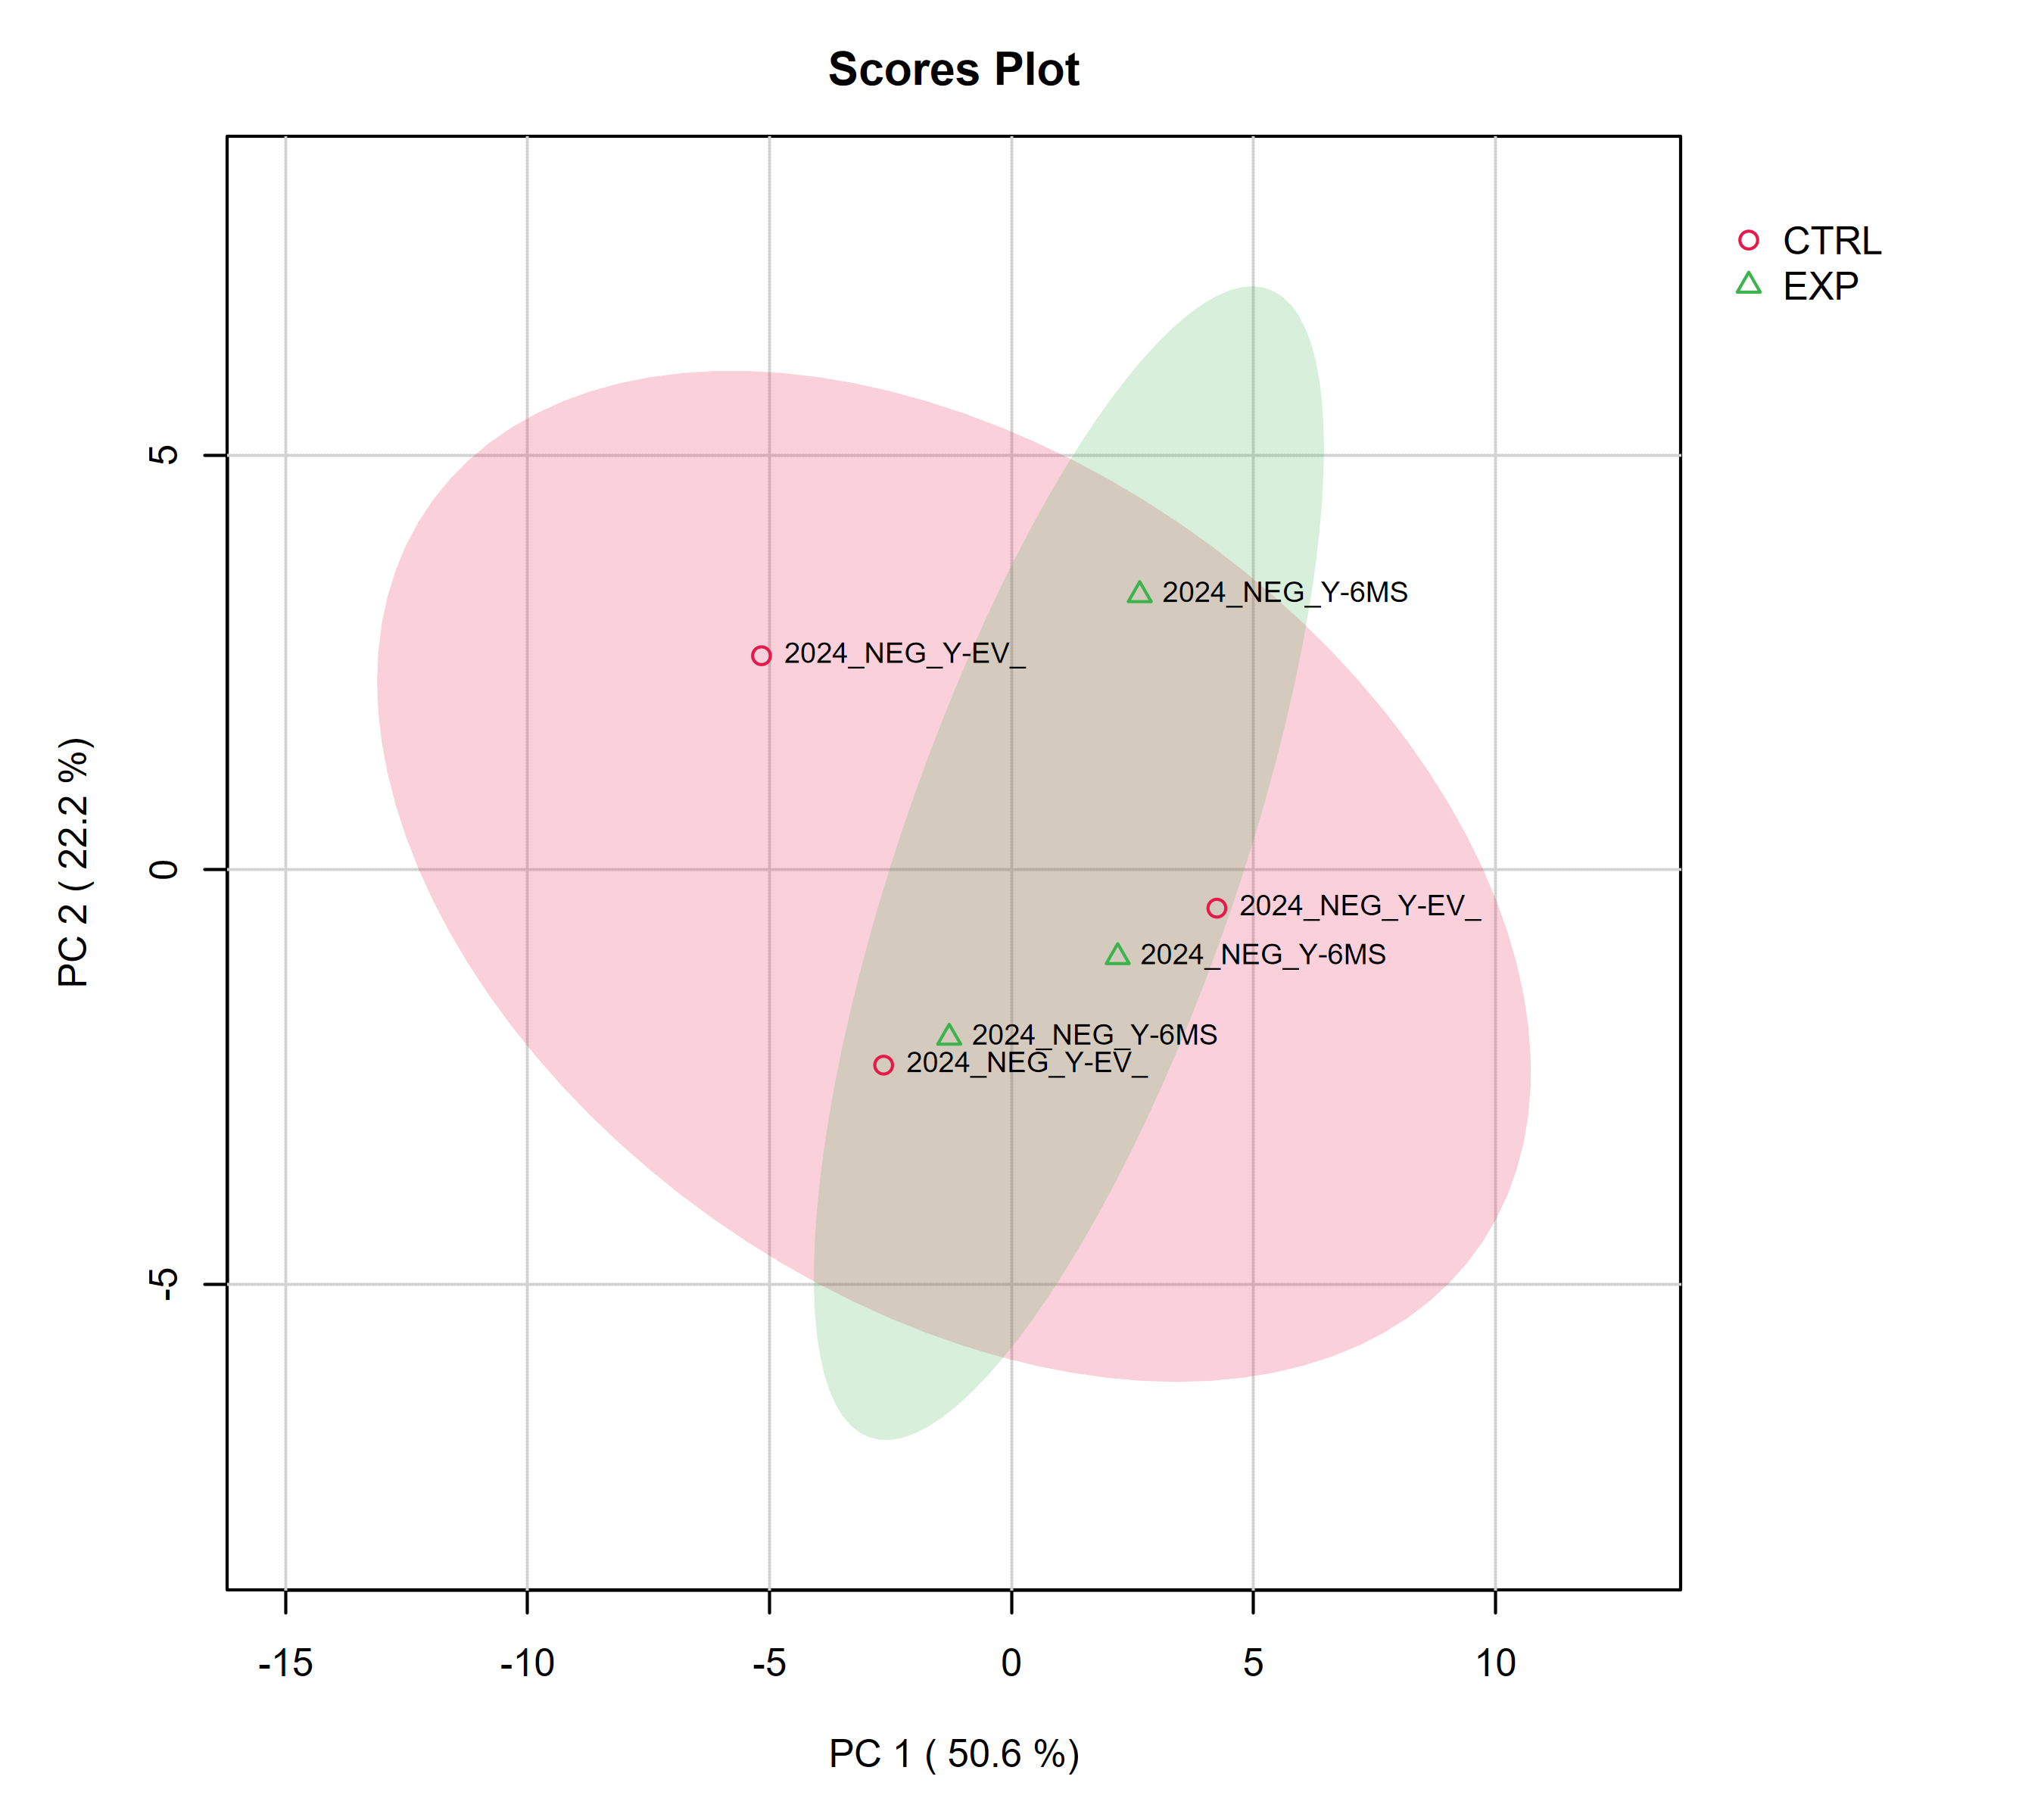 Scores Plot
CTRL
EXP
5
0
-5
PC 2 ( 22.2 %)
2024_NEG_Y-6MS
2024_NEG_Y-EV_
2024_NEG_Y-EV_
2024_NEG_Y-6MS
2024_NEG_Y-6MS
2024_NEG_Y-EV_
-15 -10 -5 0 5 10
PC 1 ( 50.6 %)